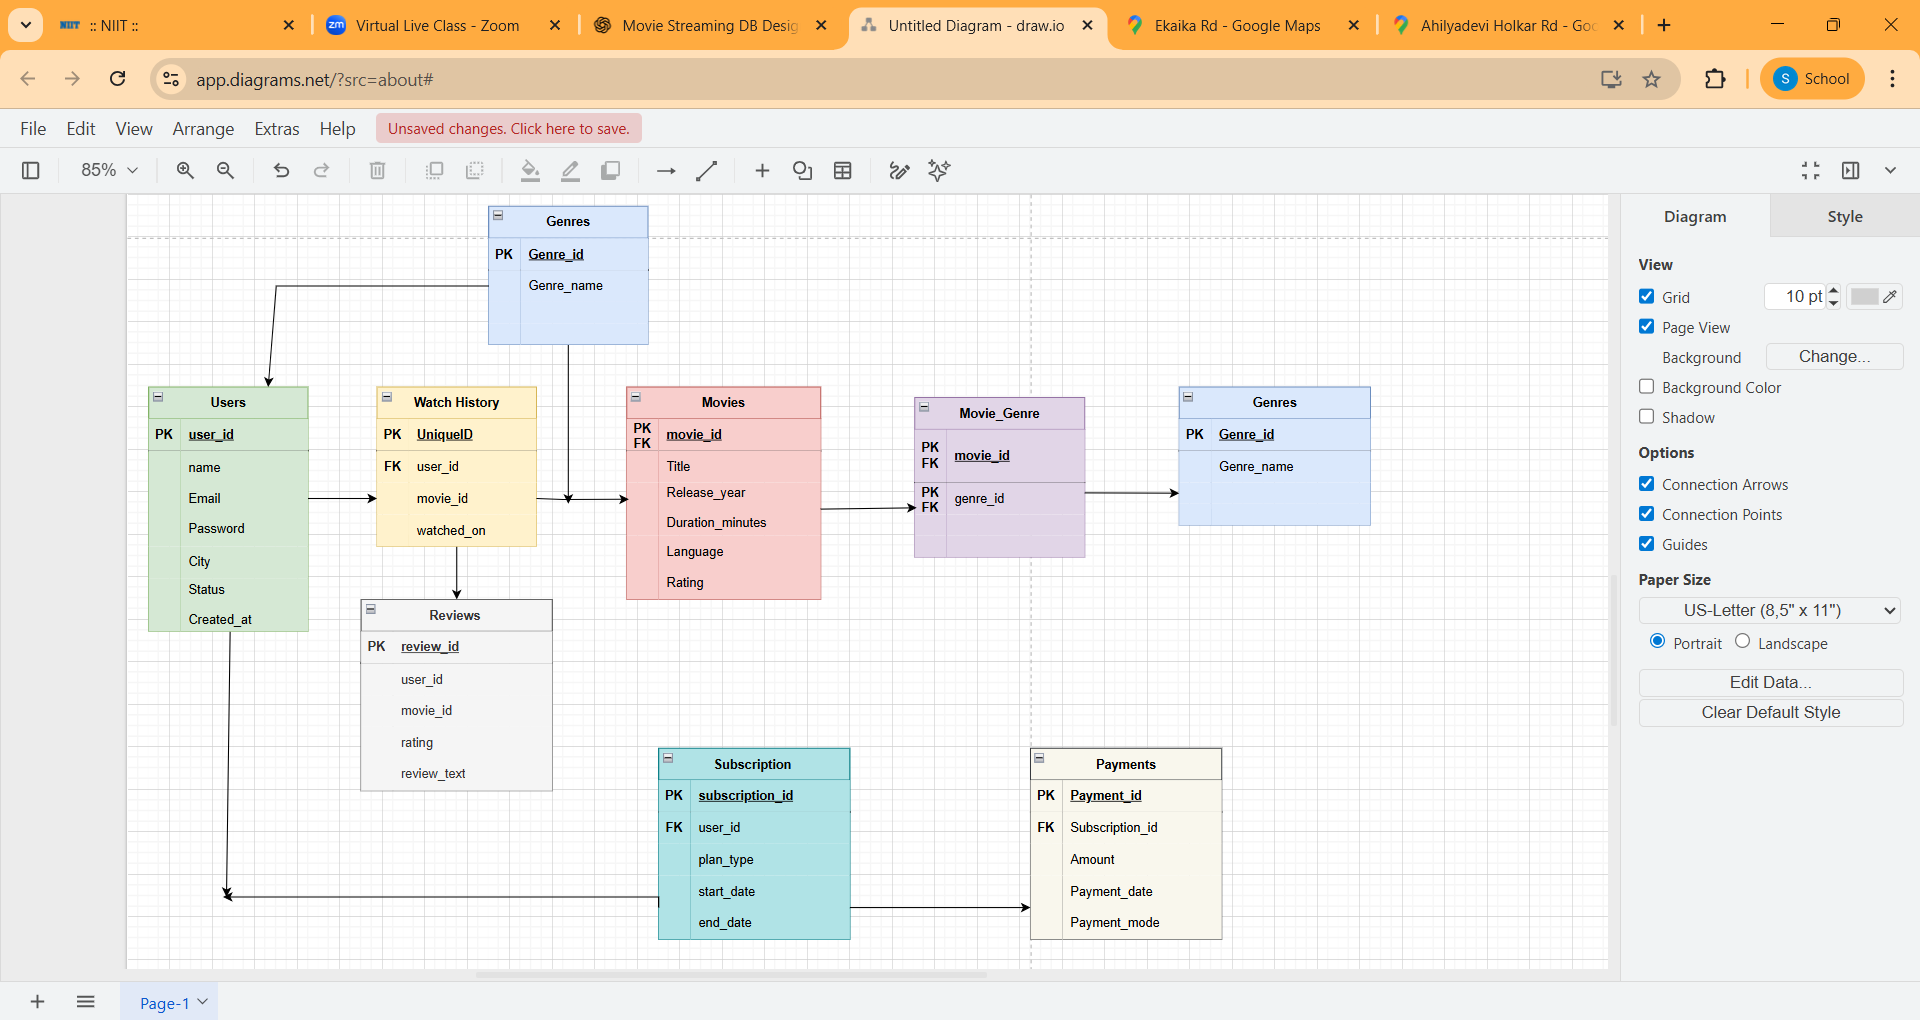 NIIT :: NIIT ::
zm Virtual Live Class - Zoom
Movie Streaming DB Desig
Untitled Diagram - draw.io
Ekaika Rd - Google Maps
Ahilyadevi Holkar Rd - Goo
app.diagrams.net/?src=about#
S School
File Edit View Arrange Extras Help Unsaved changes. Click here to save.
85%
Genres
PK Genre_id
Genre_name
Users
PK user_id
name
Email
Password
City
Status
Created_at
Watch History
PK UniqueID
FK user_id
movie_id
watched_on
Movies
PK FK movie_id
Title
Release_year
Duration_minutes
Language
Rating
Movie_Genre
PK FK movie_id
PK FK genre_id
Genres
PK Genre_id
Genre_name
Reviews
PK review_id
user_id
movie_id
rating
review_text
Subscription
PK subscription_id
FK user_id
plan_type
start_date
end_date
Payments
PK Payment_id
FK Subscription_id
Amount
Payment_date
Payment_mode
Diagram Style
View
Grid 10 pt
Page View
Background Change...
Background Color
Shadow
Options
Connection Arrows
Connection Points
Guides
Paper Size
US-Letter (8,5" x 11")
Portrait Landscape
Edit Data...
Clear Default Style
Page-1